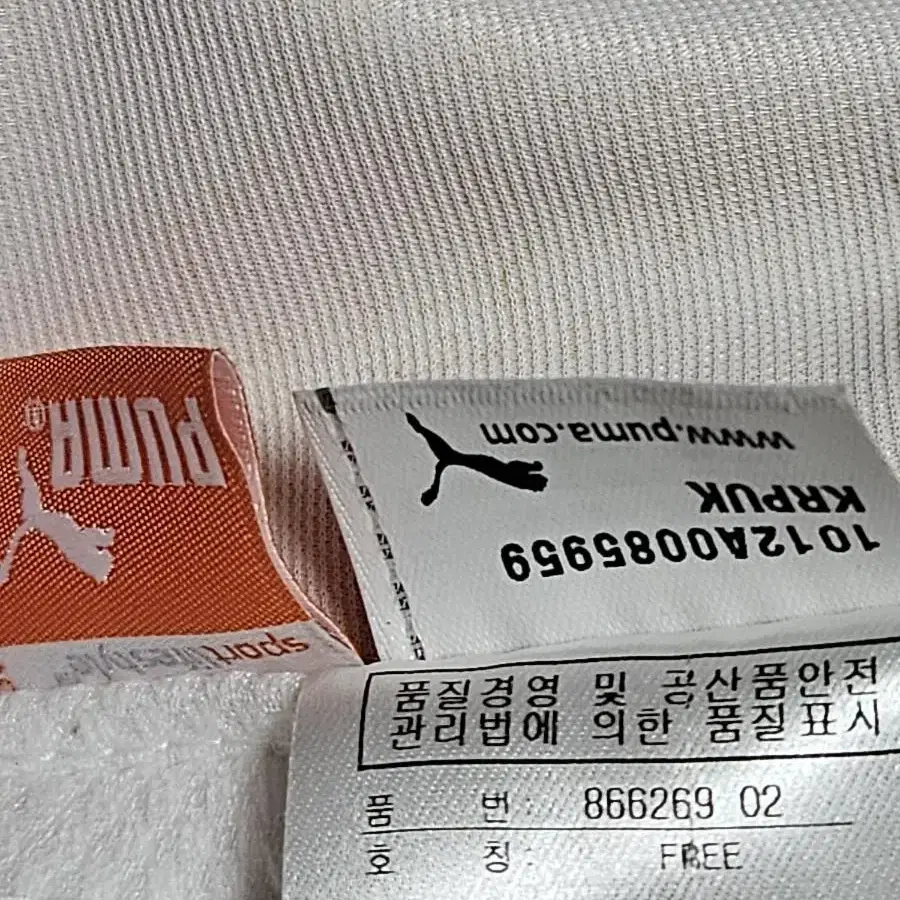 PUMA®
sportlifestyle
www.puma.com
KRPUK
1012A0085959
품질경영 및 공산품안전
관리법에 의한 품질표시
품 번 : 866269 02
호 칭 : FREE